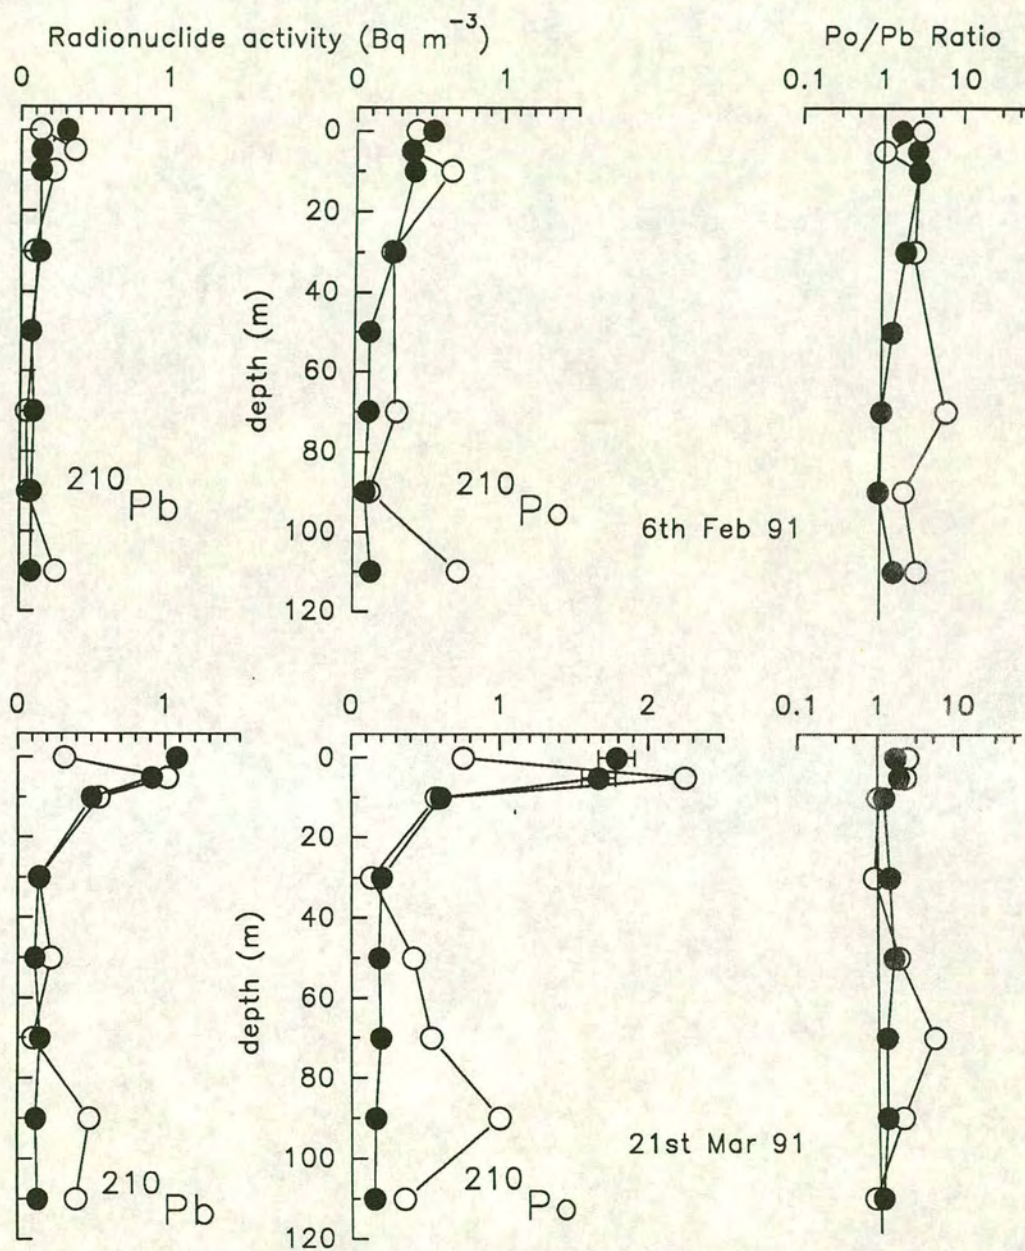 Radionuclide activity (Bq m⁻³)
Po/Pb Ratio
0 1
0 1
0.1 1 10
0
20
40
60
80
100
120
depth (m)
²¹⁰Pb
²¹⁰Po
6th Feb 91
0 1
0 1 2
0.1 1 10
0
20
40
60
80
100
120
depth (m)
²¹⁰Pb
²¹⁰Po
21st Mar 91